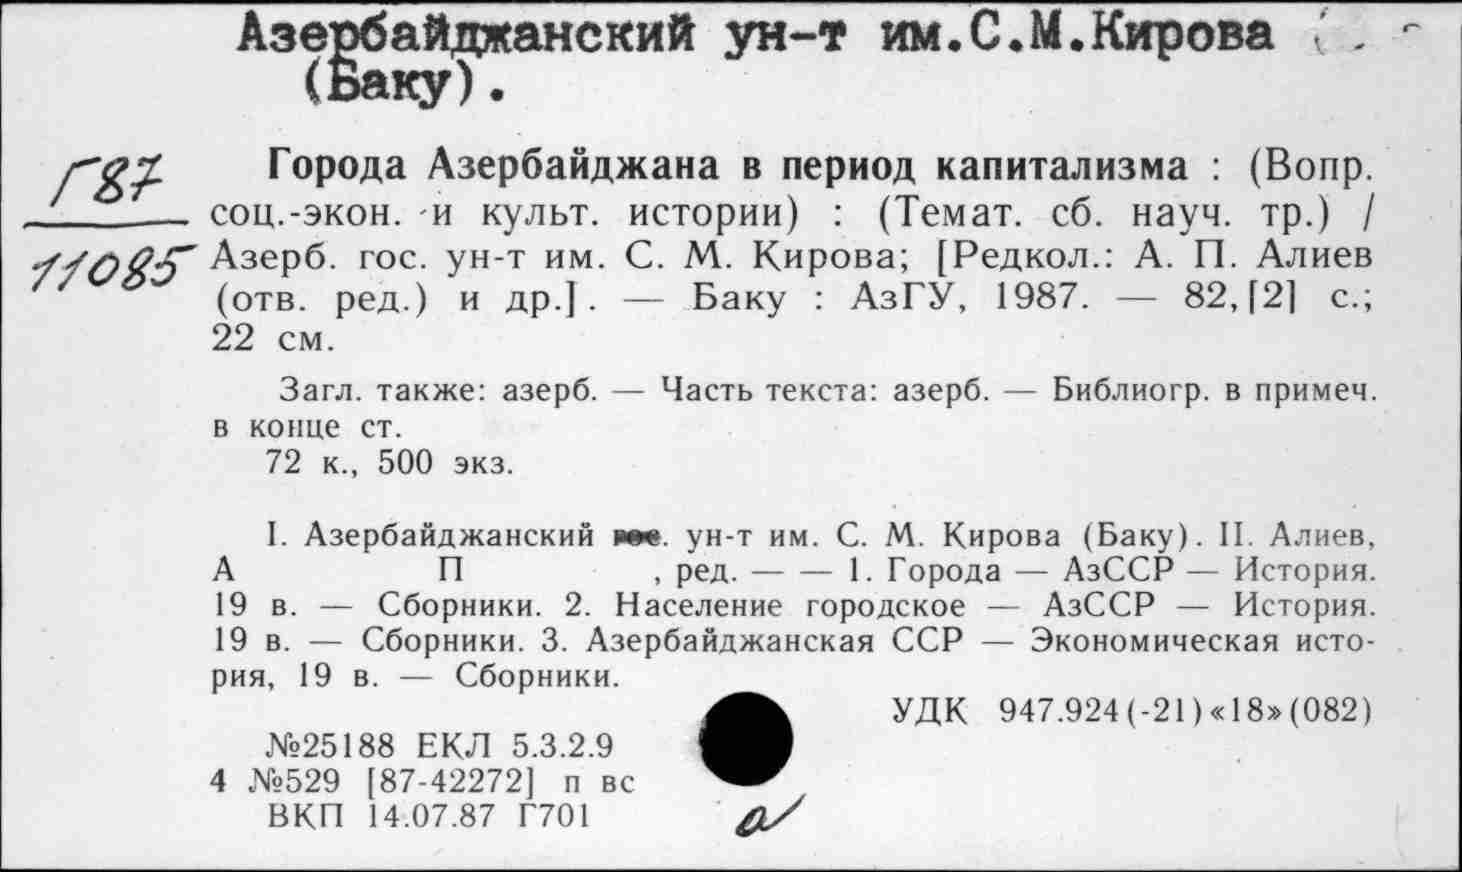 Азербайджанский ун-т им.С.М.Кирова
(Баку).
Г87
11085
Города Азербайджана в период капитализма : (Вопр.
соц.-экон. и культ. истории) : (Темат. сб. науч. тр.) /
Азерб. гос. ун-т им. С. М. Кирова; [Редкол.: А. П. Алиев
(отв. ред.) и др.]. — Баку : АзГУ, 1987. — 82,[2] с.;
22 см.
Загл. также: азерб. — Часть текста: азерб. — Библиогр. в примеч.
в конце ст.
72 к., 500 экз.
I. Азербайджанский ун-т им. С. М. Кирова (Баку). II. Алиев,
А П , ред. — — 1. Города — АзССР — История.
19 в. — Сборники. 2. Население городское — АзССР — История.
19 в. — Сборники. 3. Азербайджанская ССР — Экономическая исто-
рия, 19 в. — Сборники.
УДК 947.924(-21)«18»(082)
№25188 ЕКЛ 5.3.2.9
4 №529 [87-42272] п вс
ВКП 14.07.87 Г701